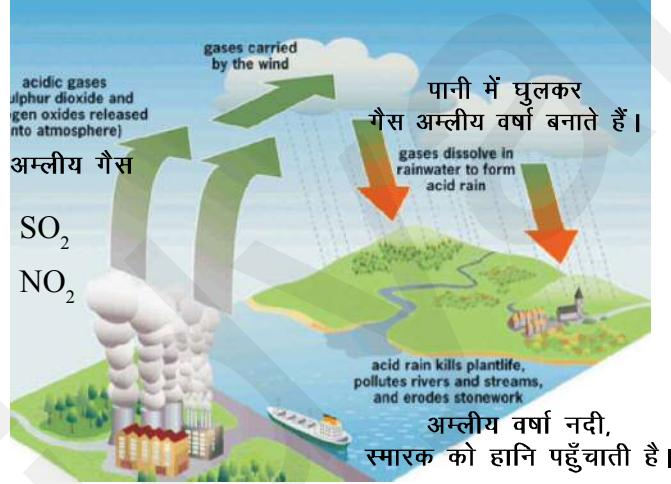 gases carried
by the wind
acidic gases
ulphur dioxide and
ogen oxides released
nto atmosphere)
अम्लीय गैस
SO₂
NO₂
पानी में घुलकर
गैस अम्लीय वर्षा बनाते हैं।
gases dissolve in
rainwater to form
acid rain
acid rain kills plantlife,
pollutes rivers and streams,
and erodes stonework
अम्लीय वर्षा नदी,
स्मारक को हानि पहुँचाती है।